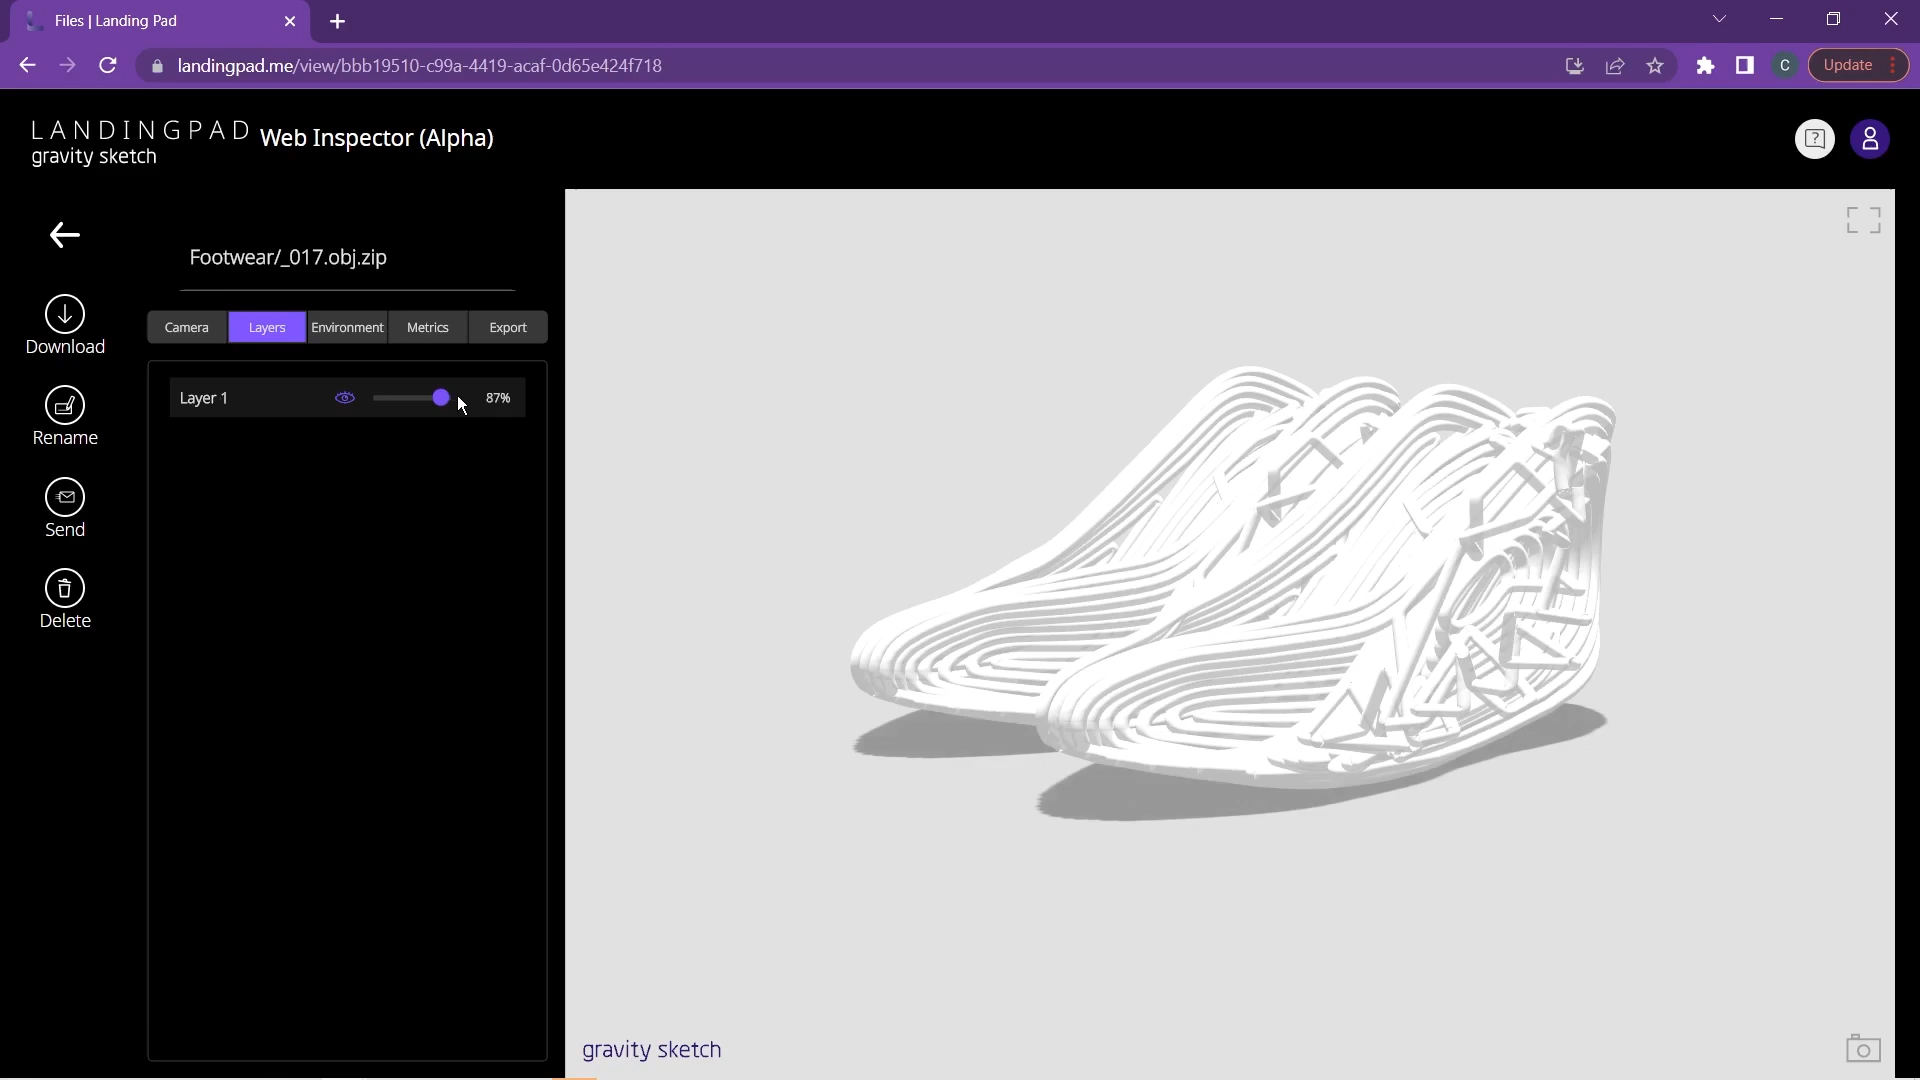 Files | Landing Pad
landingpad.me/view/bbb19510-c99a-4419-acaf-0d65e424f718
C
Update
LANDINGPAD Web Inspector (Alpha)
gravity sketch
?
Footwear/_017.obj.zip
Download
Rename
Send
Delete
Camera Layers Environment Metrics Export
Layer 1 87%
gravity sketch